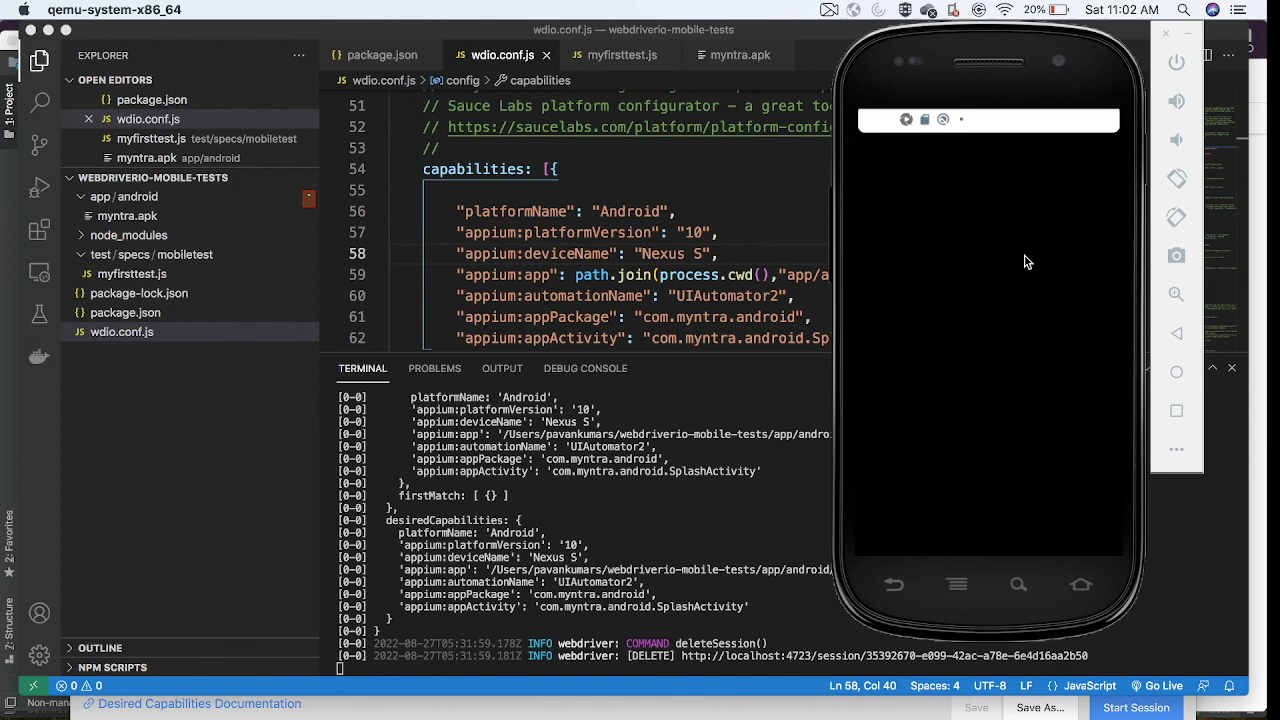 qemu-system-x86_64
20%
Sat 11:02 AM
wdio.conf.js — webdriverio-mobile-tests
EXPLORER
package.json
wdio.conf.js
myfirsttest.js
myntra.apk
OPEN EDITORS
package.json
wdio.conf.js
myfirsttest.js test/specs/mobiletest
myntra.apk app/android
WEBDRIVERIO-MOBILE-TESTS
app / android
myntra.apk
node_modules
test / specs / mobiletest
myfirsttest.js
package-lock.json
package.json
wdio.conf.js
OUTLINE
NPM SCRIPTS
1: Project
2: Favorites
Z: Structure
JS wdio.conf.js > config > capabilities
51 // Sauce Labs platform configurator - a great too
52 // https://saucelabs.com/platform/platform-confi
53 //
54 capabilities: [{
55
56 "platformName": "Android",
57 "appium:platformVersion": "10",
58 "appium:deviceName": "Nexus S",
59 "appium:app": path.join(process.cwd(),"app/a
60 "appium:automationName": "UIAutomator2",
61 "appium:appPackage": "com.myntra.android",
62 "appium:appActivity": "com.myntra.android.Sp
TERMINAL PROBLEMS OUTPUT DEBUG CONSOLE
[0-0] platformName: 'Android',
[0-0] 'appium:platformVersion': '10',
[0-0] 'appium:deviceName': 'Nexus S',
[0-0] 'appium:app': '/Users/pavankumars/webdriverio-mobile-tests/app/andro
[0-0] 'appium:automationName': 'UIAutomator2',
[0-0] 'appium:appPackage': 'com.myntra.android',
[0-0] 'appium:appActivity': 'com.myntra.android.SplashActivity'
[0-0] },
[0-0] firstMatch: [ {} ]
[0-0] },
[0-0] desiredCapabilities: {
[0-0] platformName: 'Android',
[0-0] 'appium:platformVersion': '10',
[0-0] 'appium:deviceName': 'Nexus S',
[0-0] 'appium:app': '/Users/pavankumars/webdriverio-mobile-tests/app/andro
[0-0] 'appium:automationName': 'UIAutomator2',
[0-0] 'appium:appPackage': 'com.myntra.android',
[0-0] 'appium:appActivity': 'com.myntra.android.SplashActivity'
[0-0] }
[0-0] }
[0-0] 2022-08-27T05:31:59.178Z INFO webdriver: COMMAND deleteSession()
[0-0] 2022-08-27T05:31:59.181Z INFO webdriver: [DELETE] http://localhost:4723/session/35392670-e099-42ac-a78e-6e4d16aa2b50
0 0
Ln 58, Col 40 Spaces: 4 UTF-8 LF {} JavaScript Go Live
Non-mana
Desired Capabilities Documentation
Save Save As... Start Session